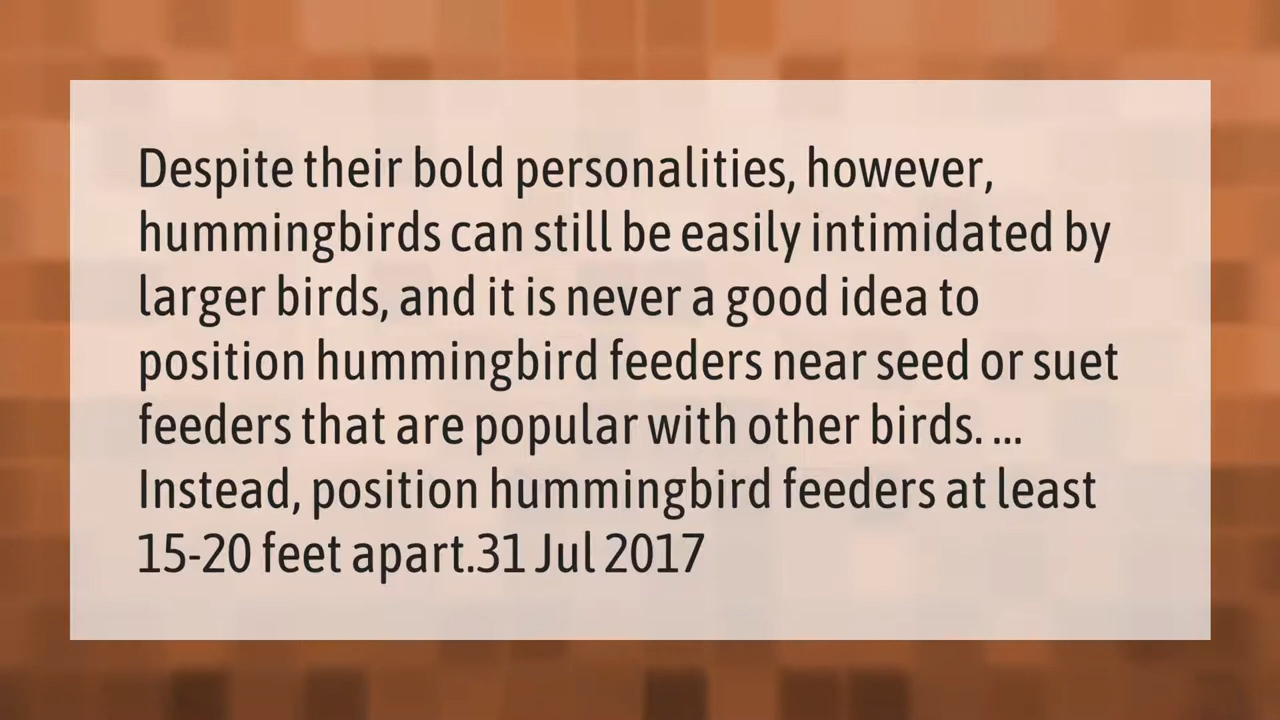 Despite their bold personalities, however,
hummingbirds can still be easily intimidated by
larger birds, and it is never a good idea to
position hummingbird feeders near seed or suet
feeders that are popular with other birds. ...
Instead, position hummingbird feeders at least
15-20 feet apart.31 Jul 2017